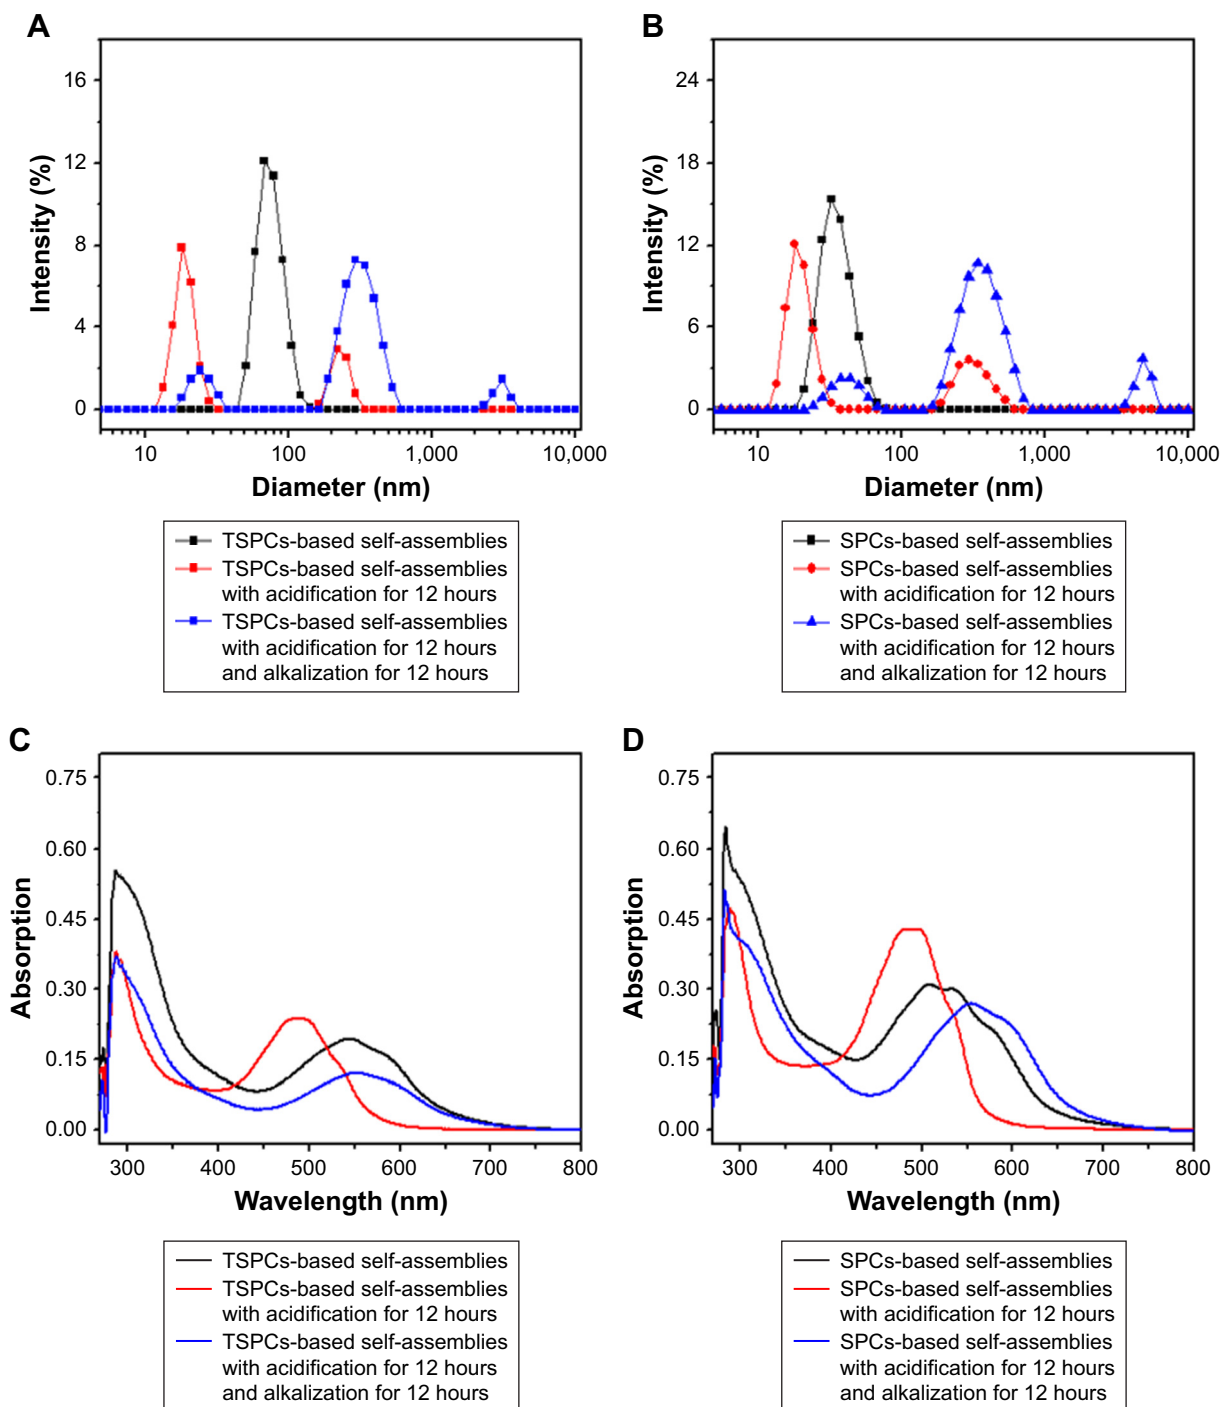 A
B
16
12
8
4
0
Intensity (%)
10
100
1,000
10,000
Diameter (nm)
24
18
12
6
0
Intensity (%)
10
100
1,000
10,000
Diameter (nm)
TSPCs-based self-assemblies
TSPCs-based self-assemblies
with acidification for 12 hours
TSPCs-based self-assemblies
with acidification for 12 hours
and alkalization for 12 hours
SPCs-based self-assemblies
SPCs-based self-assemblies
with acidification for 12 hours
SPCs-based self-assemblies
with acidification for 12 hours
and alkalization for 12 hours
C
D
0.75
0.60
0.45
0.30
0.15
0.00
Absorption
300
400
500
600
700
800
Wavelength (nm)
0.75
0.60
0.45
0.30
0.15
0.00
Absorption
300
400
500
600
700
800
Wavelength (nm)
TSPCs-based self-assemblies
TSPCs-based self-assemblies
with acidification for 12 hours
TSPCs-based self-assemblies
with acidification for 12 hours
and alkalization for 12 hours
SPCs-based self-assemblies
SPCs-based self-assemblies
with acidification for 12 hours
SPCs-based self-assemblies
with acidification for 12 hours
and alkalization for 12 hours